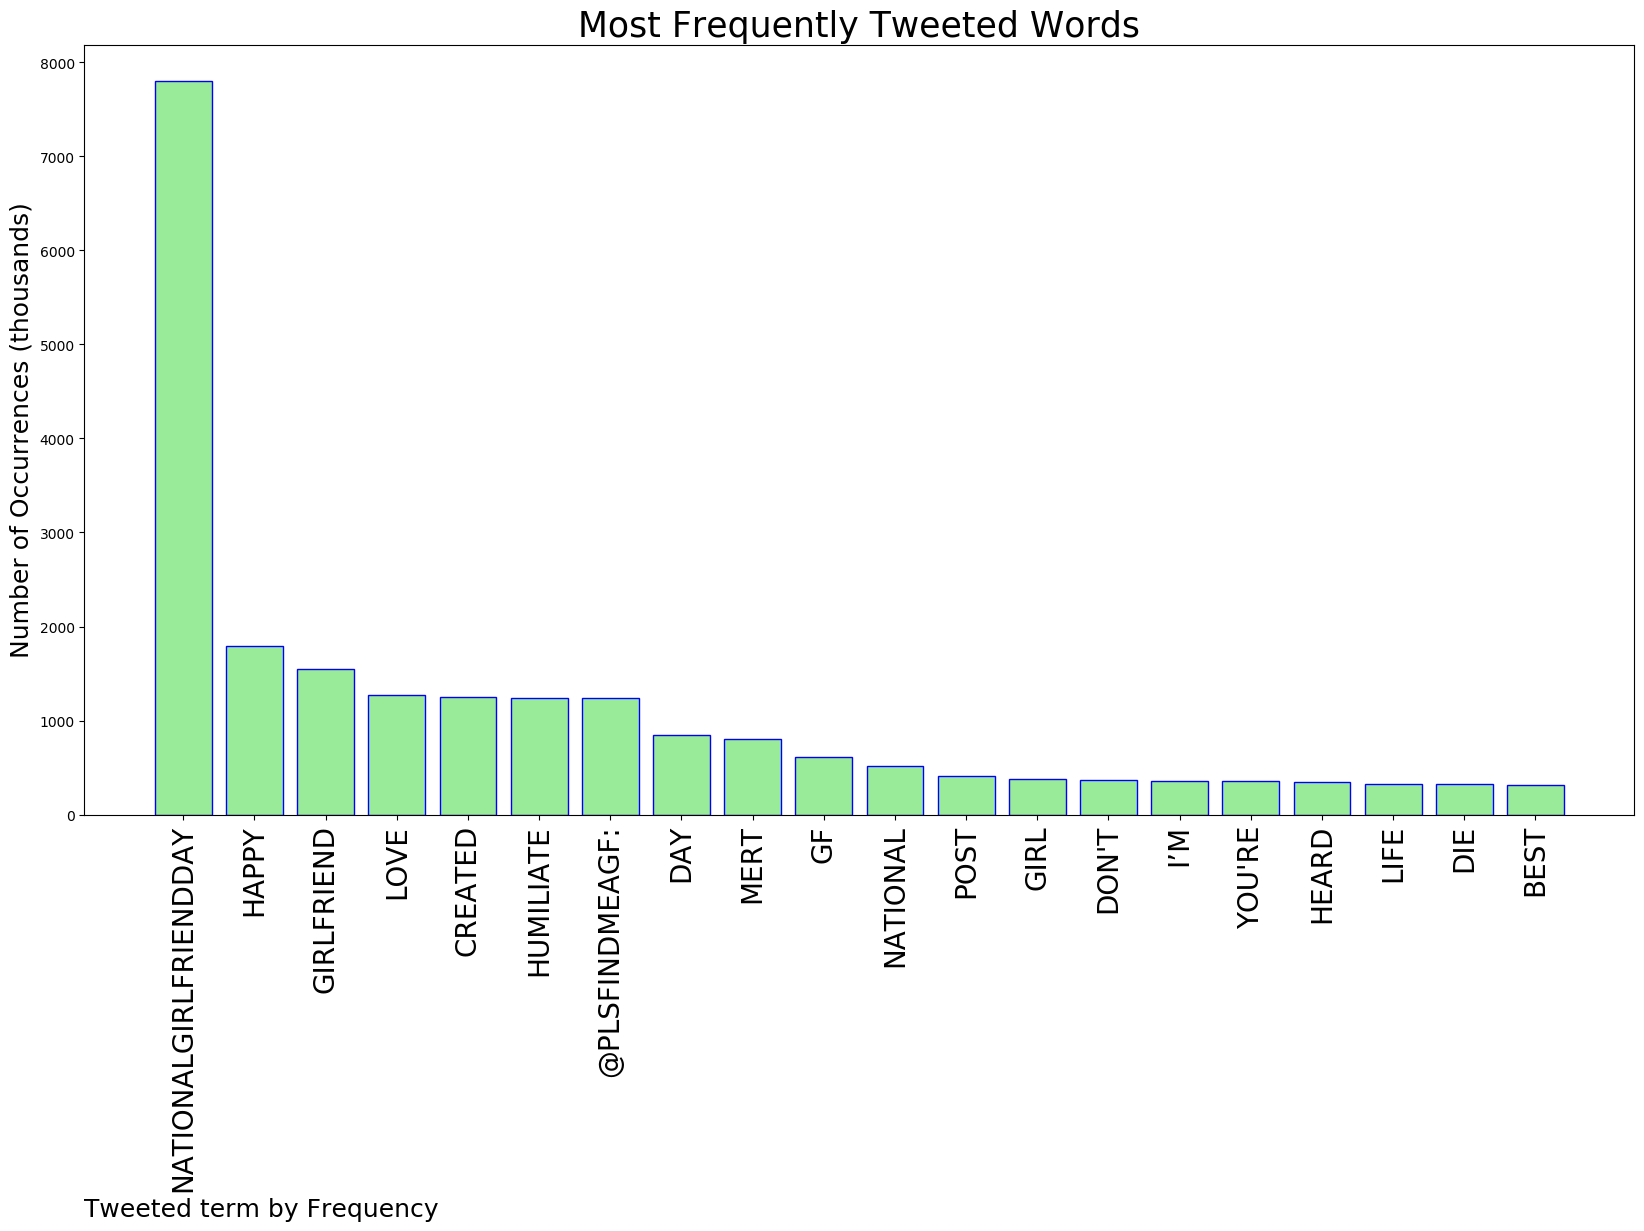 Most Frequently Tweeted Words
Number of Occurrences (thousands)
8000
7000
6000
5000
4000
3000
2000
1000
0
NATIONALGIRLFRIENDDAY
HAPPY
GIRLFRIEND
LOVE
CREATED
HUMILIATE
@PLSFINDMEAGF:
DAY
MERT
GF
NATIONAL
POST
GIRL
DON'T
I’M
YOU'RE
HEARD
LIFE
DIE
BEST
Tweeted term by Frequency